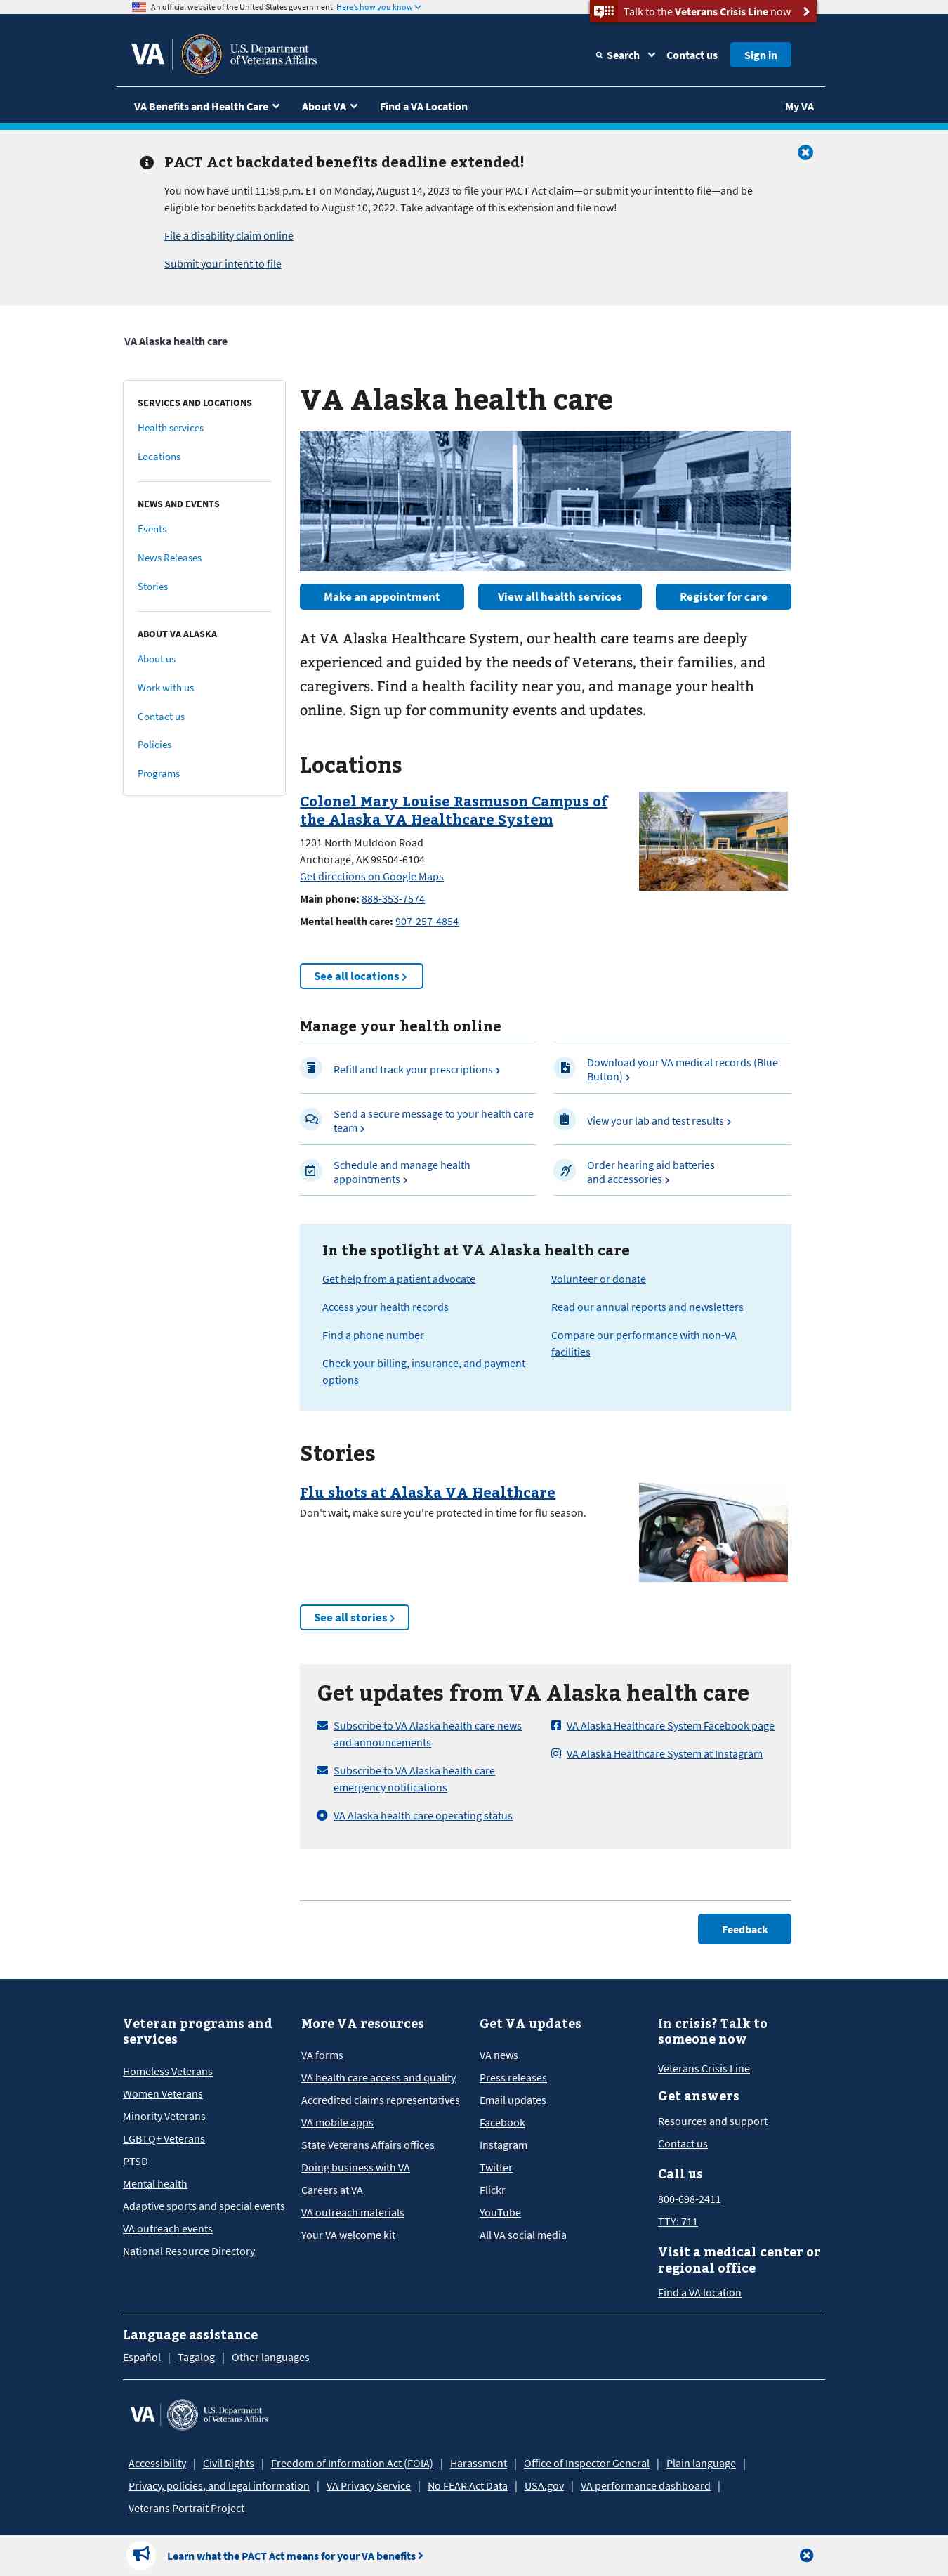 An official website of the United States government Here's how you know
Talk to the Veterans Crisis Line now
VA U.S. Department of Veterans Affairs
Search
Contact us
Sign in
VA Benefits and Health Care
About VA
Find a VA Location
My VA
PACT Act backdated benefits deadline extended!
You now have until 11:59 p.m. ET on Monday, August 14, 2023 to file your PACT Act claim—or submit your intent to file—and be
eligible for benefits backdated to August 10, 2022. Take advantage of this extension and file now!
File a disability claim online
Submit your intent to file
VA Alaska health care
SERVICES AND LOCATIONS
Health services
Locations
NEWS AND EVENTS
Events
News Releases
Stories
ABOUT VA ALASKA
About us
Work with us
Contact us
Policies
Programs
VA Alaska health care
Make an appointment
View all health services
Register for care
At VA Alaska Healthcare System, our health care teams are deeply
experienced and guided by the needs of Veterans, their families, and
caregivers. Find a health facility near you, and manage your health
online. Sign up for community events and updates.
Locations
Colonel Mary Louise Rasmuson Campus of
the Alaska VA Healthcare System
1201 North Muldoon Road
Anchorage, AK 99504-6104
Get directions on Google Maps
Main phone: 888-353-7574
Mental health care: 907-257-4854
See all locations
Manage your health online
Refill and track your prescriptions
Send a secure message to your health care
team
Schedule and manage health
appointments
Download your VA medical records (Blue
Button)
View your lab and test results
Order hearing aid batteries
and accessories
In the spotlight at VA Alaska health care
Get help from a patient advocate
Access your health records
Find a phone number
Check your billing, insurance, and payment
options
Volunteer or donate
Read our annual reports and newsletters
Compare our performance with non-VA
facilities
Stories
Flu shots at Alaska VA Healthcare
Don't wait, make sure you're protected in time for flu season.
See all stories
Get updates from VA Alaska health care
Subscribe to VA Alaska health care news
and announcements
Subscribe to VA Alaska health care
emergency notifications
VA Alaska health care operating status
VA Alaska Healthcare System Facebook page
VA Alaska Healthcare System at Instagram
Feedback
Veteran programs and
services
Homeless Veterans
Women Veterans
Minority Veterans
LGBTQ+ Veterans
PTSD
Mental health
Adaptive sports and special events
VA outreach events
National Resource Directory
More VA resources
VA forms
VA health care access and quality
Accredited claims representatives
VA mobile apps
State Veterans Affairs offices
Doing business with VA
Careers at VA
VA outreach materials
Your VA welcome kit
Get VA updates
VA news
Press releases
Email updates
Facebook
Instagram
Twitter
Flickr
YouTube
All VA social media
In crisis? Talk to
someone now
Veterans Crisis Line
Get answers
Resources and support
Contact us
Call us
800-698-2411
TTY: 711
Visit a medical center or
regional office
Find a VA location
Language assistance
Español | Tagalog | Other languages
VA U.S. Department of Veterans Affairs
Accessibility | Civil Rights | Freedom of Information Act (FOIA) | Harassment | Office of Inspector General | Plain language |
Privacy, policies, and legal information | VA Privacy Service | No FEAR Act Data | USA.gov | VA performance dashboard |
Veterans Portrait Project
Learn what the PACT Act means for your VA benefits